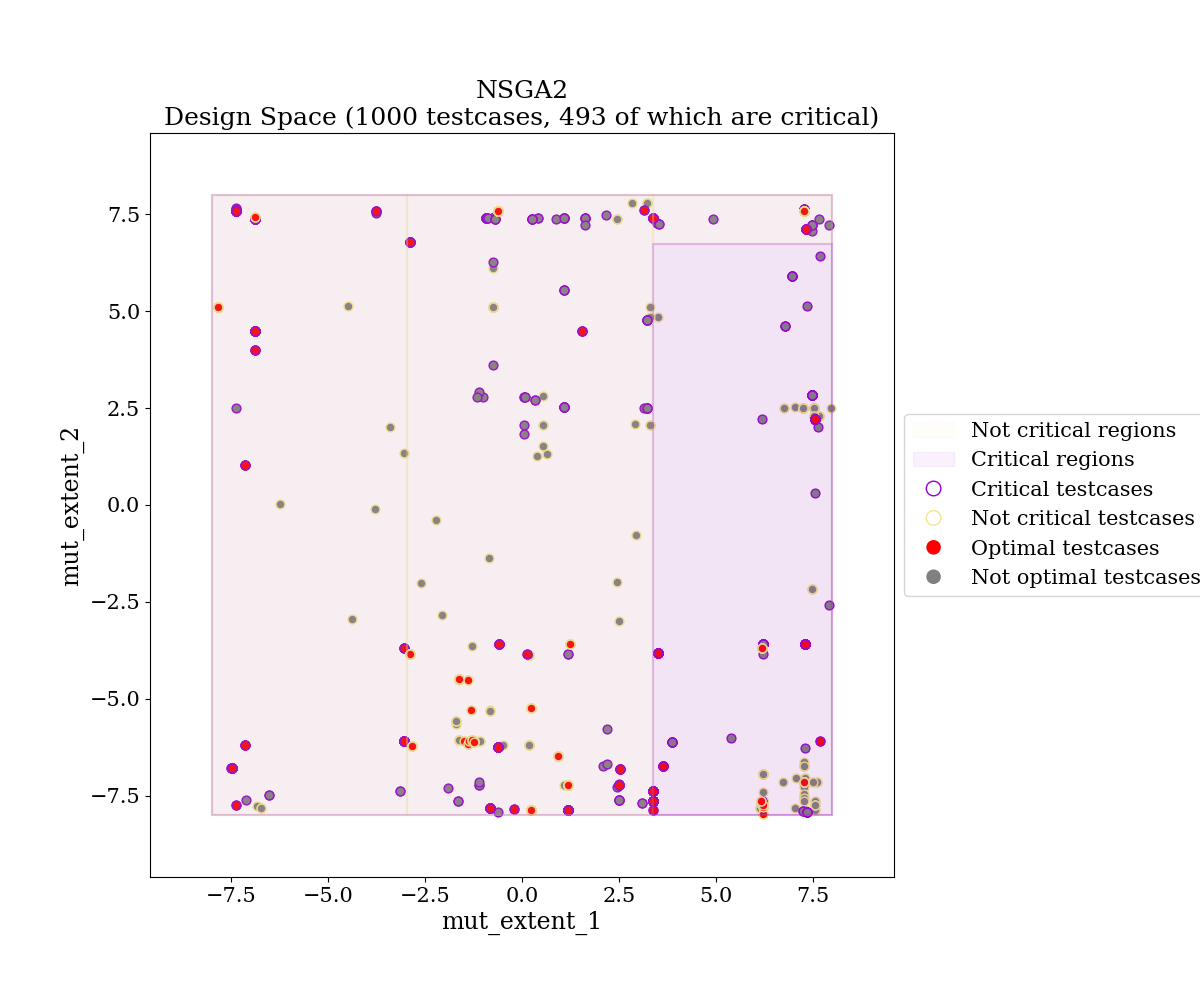 NSGA2
Design Space (1000 testcases, 493 of which are critical)
mut_extent_2
7.5
5.0
2.5
0.0
−2.5
−5.0
−7.5
−7.5
−5.0
−2.5
0.0
2.5
5.0
7.5
mut_extent_1
Not critical regions
Critical regions
Critical testcases
Not critical testcases
Optimal testcases
Not optimal testcases